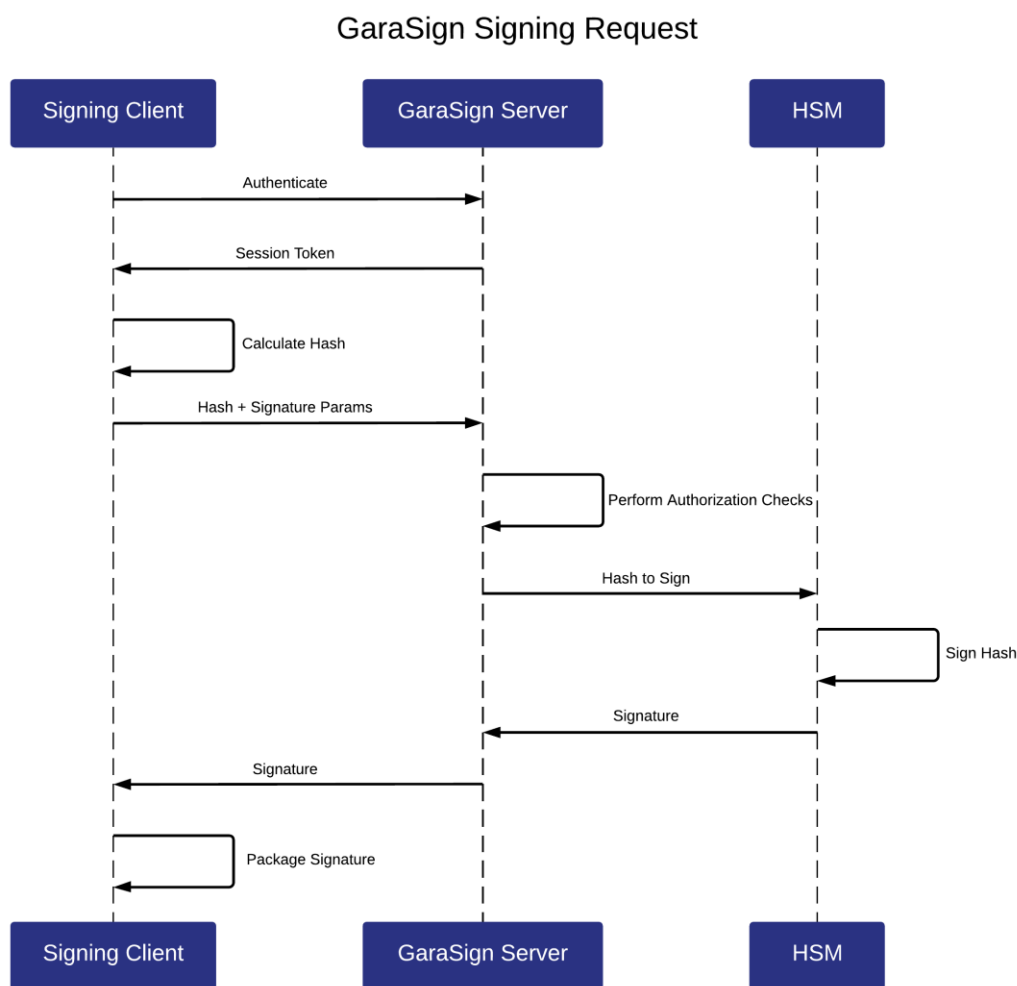 GaraSign Signing Request
Signing Client
GaraSign Server
HSM
Authenticate
Session Token
Calculate Hash
Hash + Signature Params
Perform Authorization Checks
Hash to Sign
Sign Hash
Signature
Signature
Package Signature
Signing Client
GaraSign Server
HSM